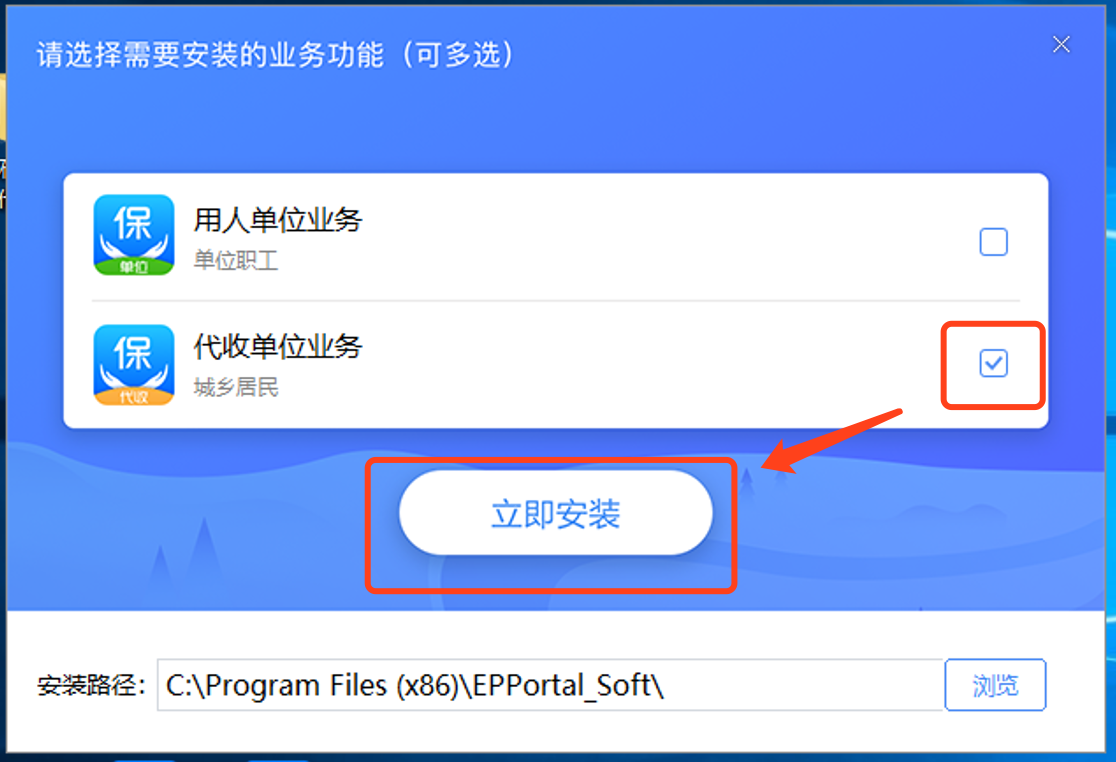 请选择需要安装的业务功能（可多选）
保
单位
用人单位业务
单位职工
保
代收
代收单位业务
城乡居民
立即安装
安装路径：
C:\Program Files (x86)\EPPortal_Soft\
浏览